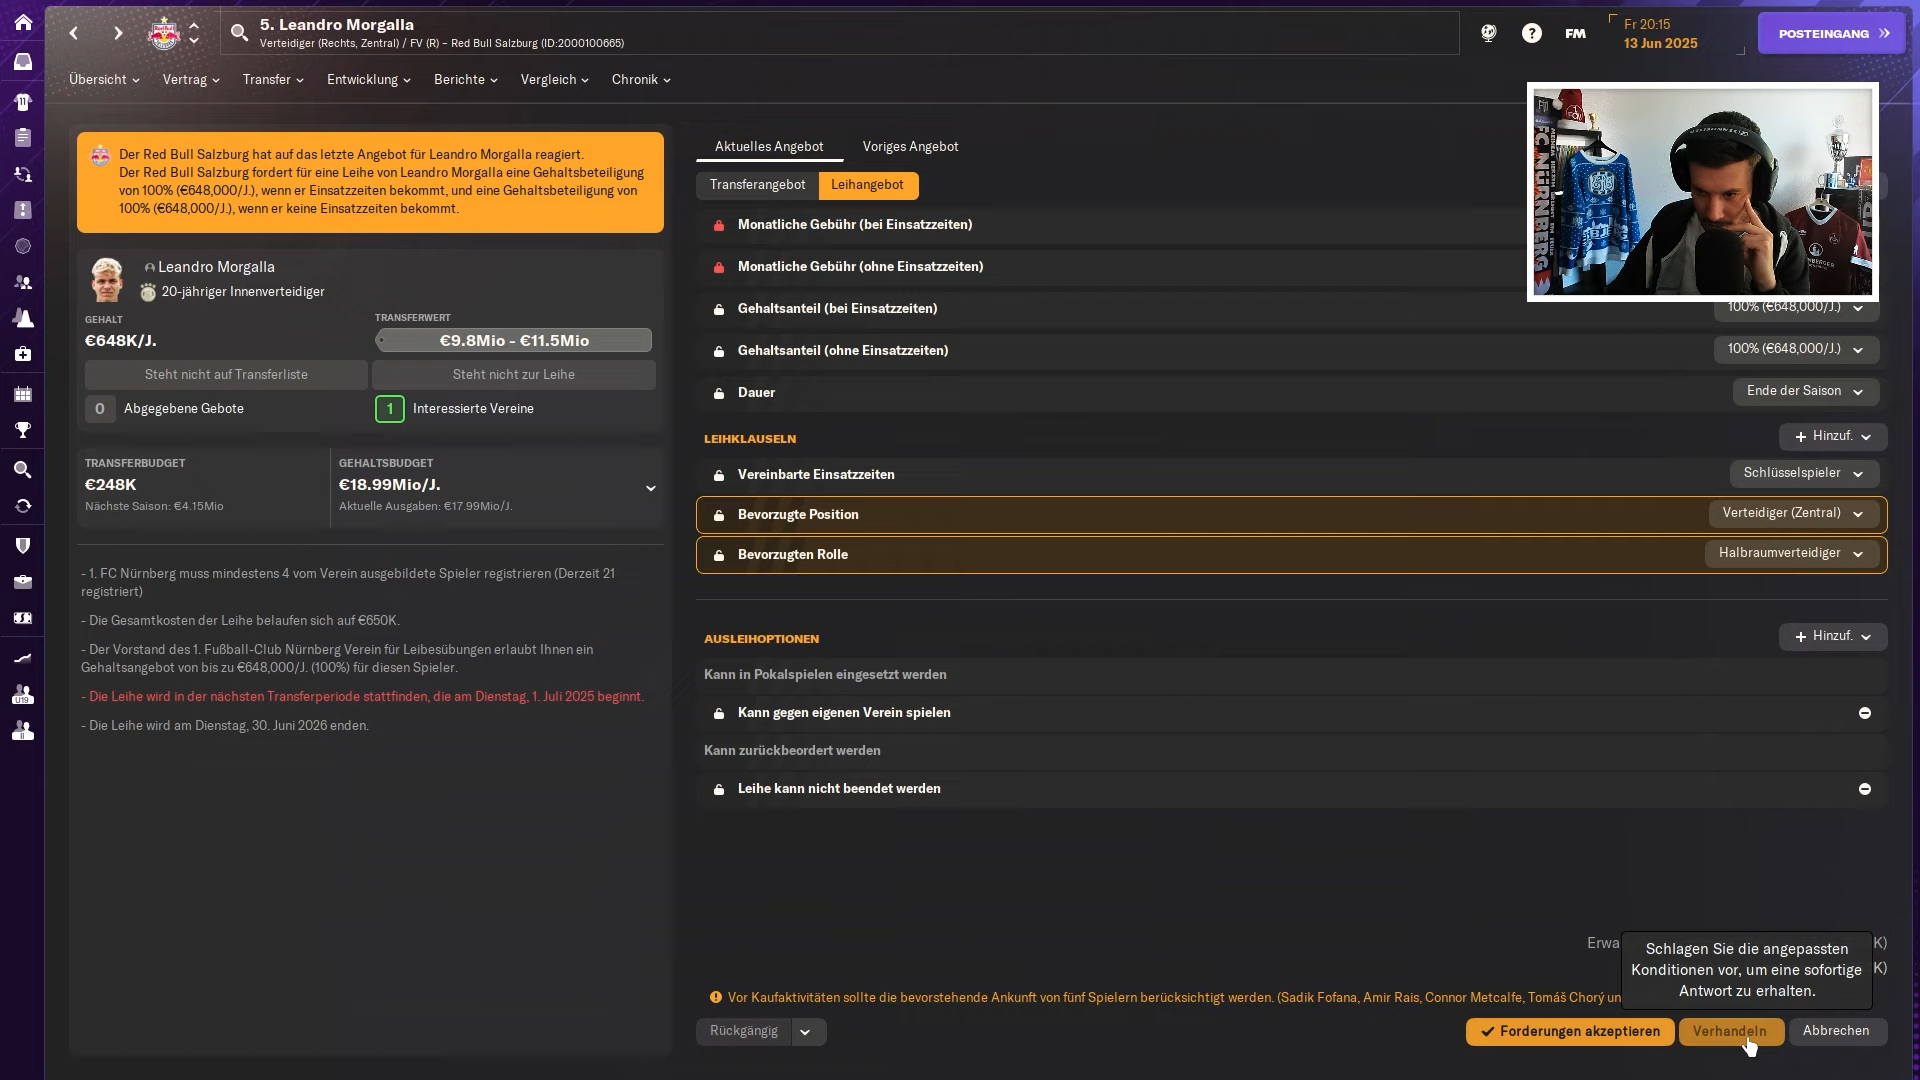 5. Leandro Morgalla
Verteidiger (Rechts, Zentral) / FV (R) – Red Bull Salzburg (ID:2000100665)
FM
Fr 20:15
13 Jun 2025
POSTEINGANG
Übersicht
Vertrag
Transfer
Entwicklung
Berichte
Vergleich
Chronik
Der Red Bull Salzburg hat auf das letzte Angebot für Leandro Morgalla reagiert.
Der Red Bull Salzburg fordert für eine Leihe von Leandro Morgalla eine Gehaltsbeteiligung
von 100% (€648,000/J.), wenn er Einsatzzeiten bekommt, und eine Gehaltsbeteiligung von
100% (€648,000/J.), wenn er keine Einsatzzeiten bekommt.
Leandro Morgalla
20-jähriger Innenverteidiger
GEHALT
€648K/J.
TRANSFERWERT
€9.8Mio - €11.5Mio
Steht nicht auf Transferliste
Steht nicht zur Leihe
0 Abgegebene Gebote
1 Interessierte Vereine
TRANSFERBUDGET
€248K
Nächste Saison: €4.15Mio
GEHALTSBUDGET
€18.99Mio/J.
Aktuelle Ausgaben: €17.99Mio/J.
- 1. FC Nürnberg muss mindestens 4 vom Verein ausgebildete Spieler registrieren (Derzeit 21
registriert)
- Die Gesamtkosten der Leihe belaufen sich auf €650K.
- Der Vorstand des 1. Fußball-Club Nürnberg Verein für Leibesübungen erlaubt Ihnen ein
Gehaltsangebot von bis zu €648,000/J. (100%) für diesen Spieler.
- Die Leihe wird in der nächsten Transferperiode stattfinden, die am Dienstag, 1. Juli 2025 beginnt.
- Die Leihe wird am Dienstag, 30. Juni 2026 enden.
Aktuelles Angebot
Voriges Angebot
Transferangebot
Leihangebot
Monatliche Gebühr (bei Einsatzzeiten)
Monatliche Gebühr (ohne Einsatzzeiten)
Gehaltsanteil (bei Einsatzzeiten)
100% (€648,000/J.)
Gehaltsanteil (ohne Einsatzzeiten)
100% (€648,000/J.)
Dauer
Ende der Saison
LEIHKLAUSELN
+ Hinzuf.
Vereinbarte Einsatzzeiten
Schlüsselspieler
Bevorzugte Position
Verteidiger (Zentral)
Bevorzugten Rolle
Halbraumverteidiger
AUSLEIHOPTIONEN
+ Hinzuf.
Kann in Pokalspielen eingesetzt werden
Kann gegen eigenen Verein spielen
Kann zurückbeordert werden
Leihe kann nicht beendet werden
Erwa
K)
K)
Schlagen Sie die angepassten
Konditionen vor, um eine sofortige
Antwort zu erhalten.
Vor Kaufaktivitäten sollte die bevorstehende Ankunft von fünf Spielern berücksichtigt werden. (Sadik Fofana, Amir Rais, Connor Metcalfe, Tomáš Chorý un
Rückgängig
Forderungen akzeptieren
Verhandeln
Abbrechen
U19
II
FC NÜRNBERG